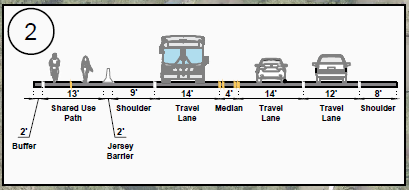 2
13' 9' 14' 4' 14' 12' 8'
Shared Use Path Shoulder Travel Lane Median Travel Lane Travel Lane Shoulder
2' 2'
Buffer Jersey Barrier